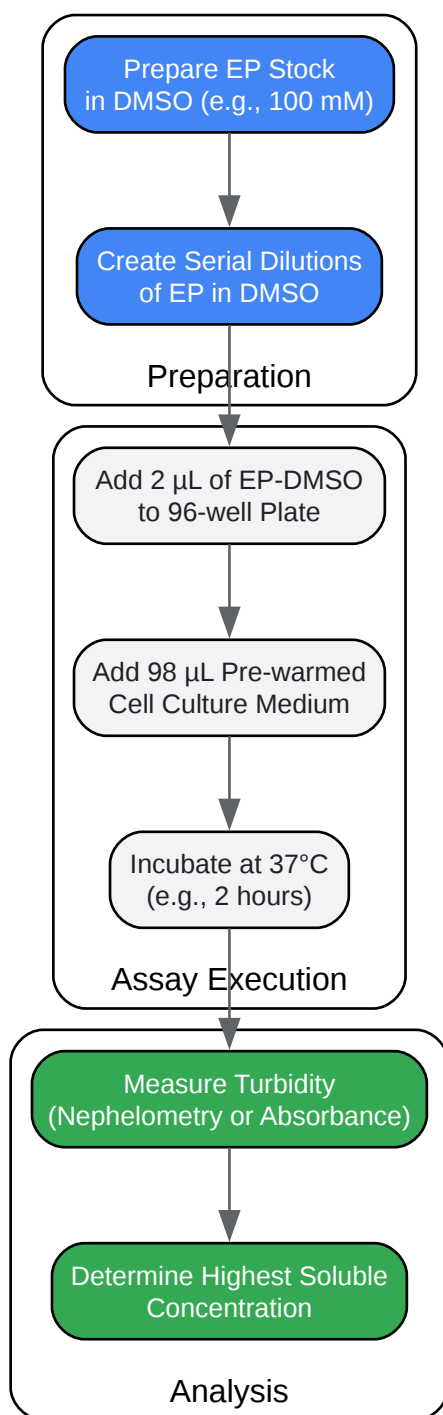 Prepare EP Stock
in DMSO (e.g., 100 mM)
Create Serial Dilutions
of EP in DMSO
Preparation
Add 2 µL of EP-DMSO
to 96-well Plate
Add 98 µL Pre-warmed
Cell Culture Medium
Incubate at 37°C
(e.g., 2 hours)
Assay Execution
Measure Turbidity
(Nephelometry or Absorbance)
Determine Highest Soluble
Concentration
Analysis